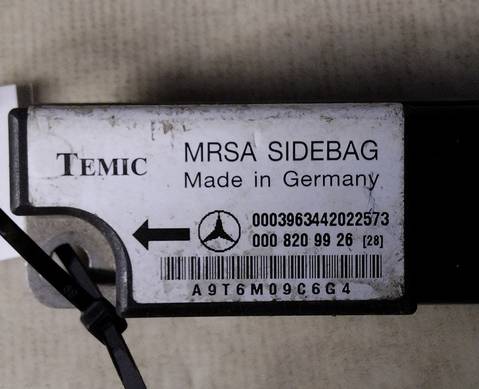 TEMIC
MRSA SIDEBAG
Made in Germany
0003963442022573
000 820 99 26 [28]
A9T6M09C6G4